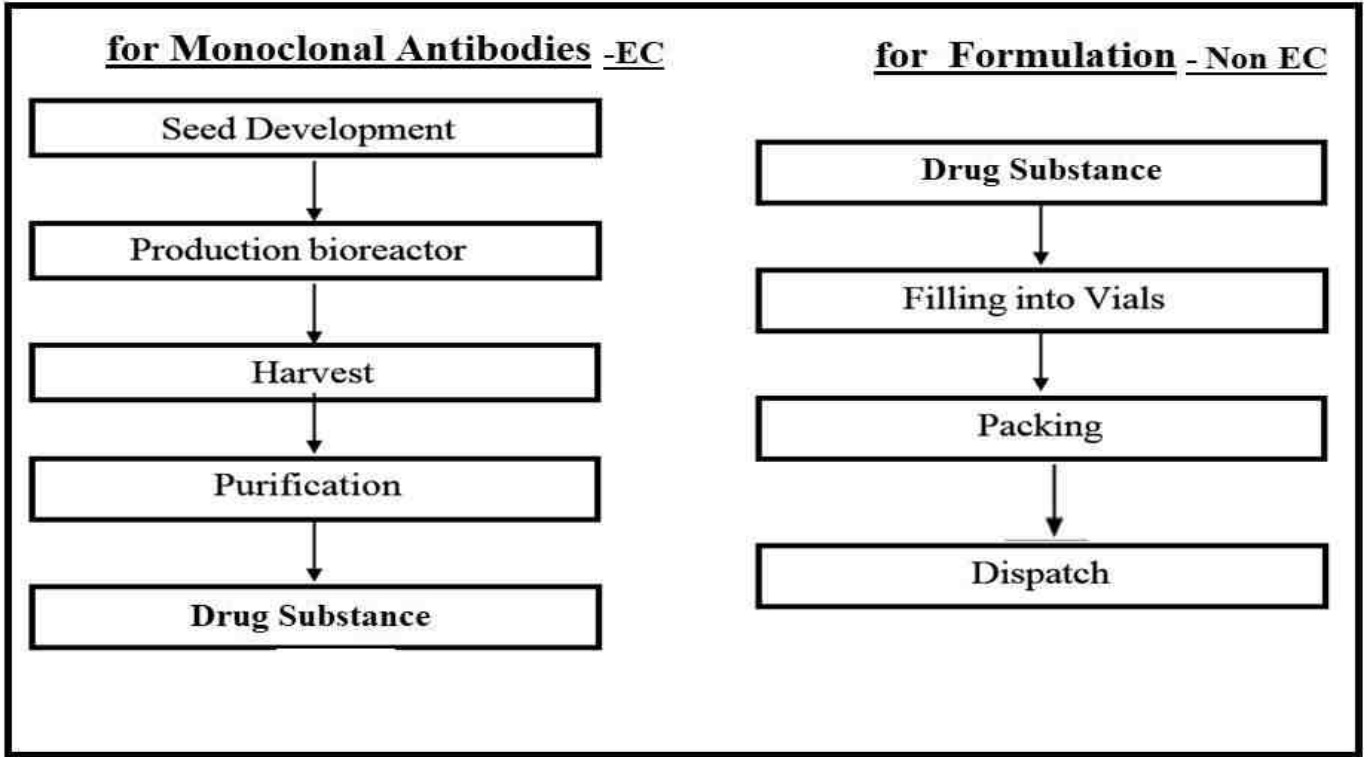 for Monoclonal Antibodies -EC
Seed Development
Production bioreactor
Harvest
Purification
Drug Substance
for Formulation - Non EC
Drug Substance
Filling into Vials
Packing
Dispatch